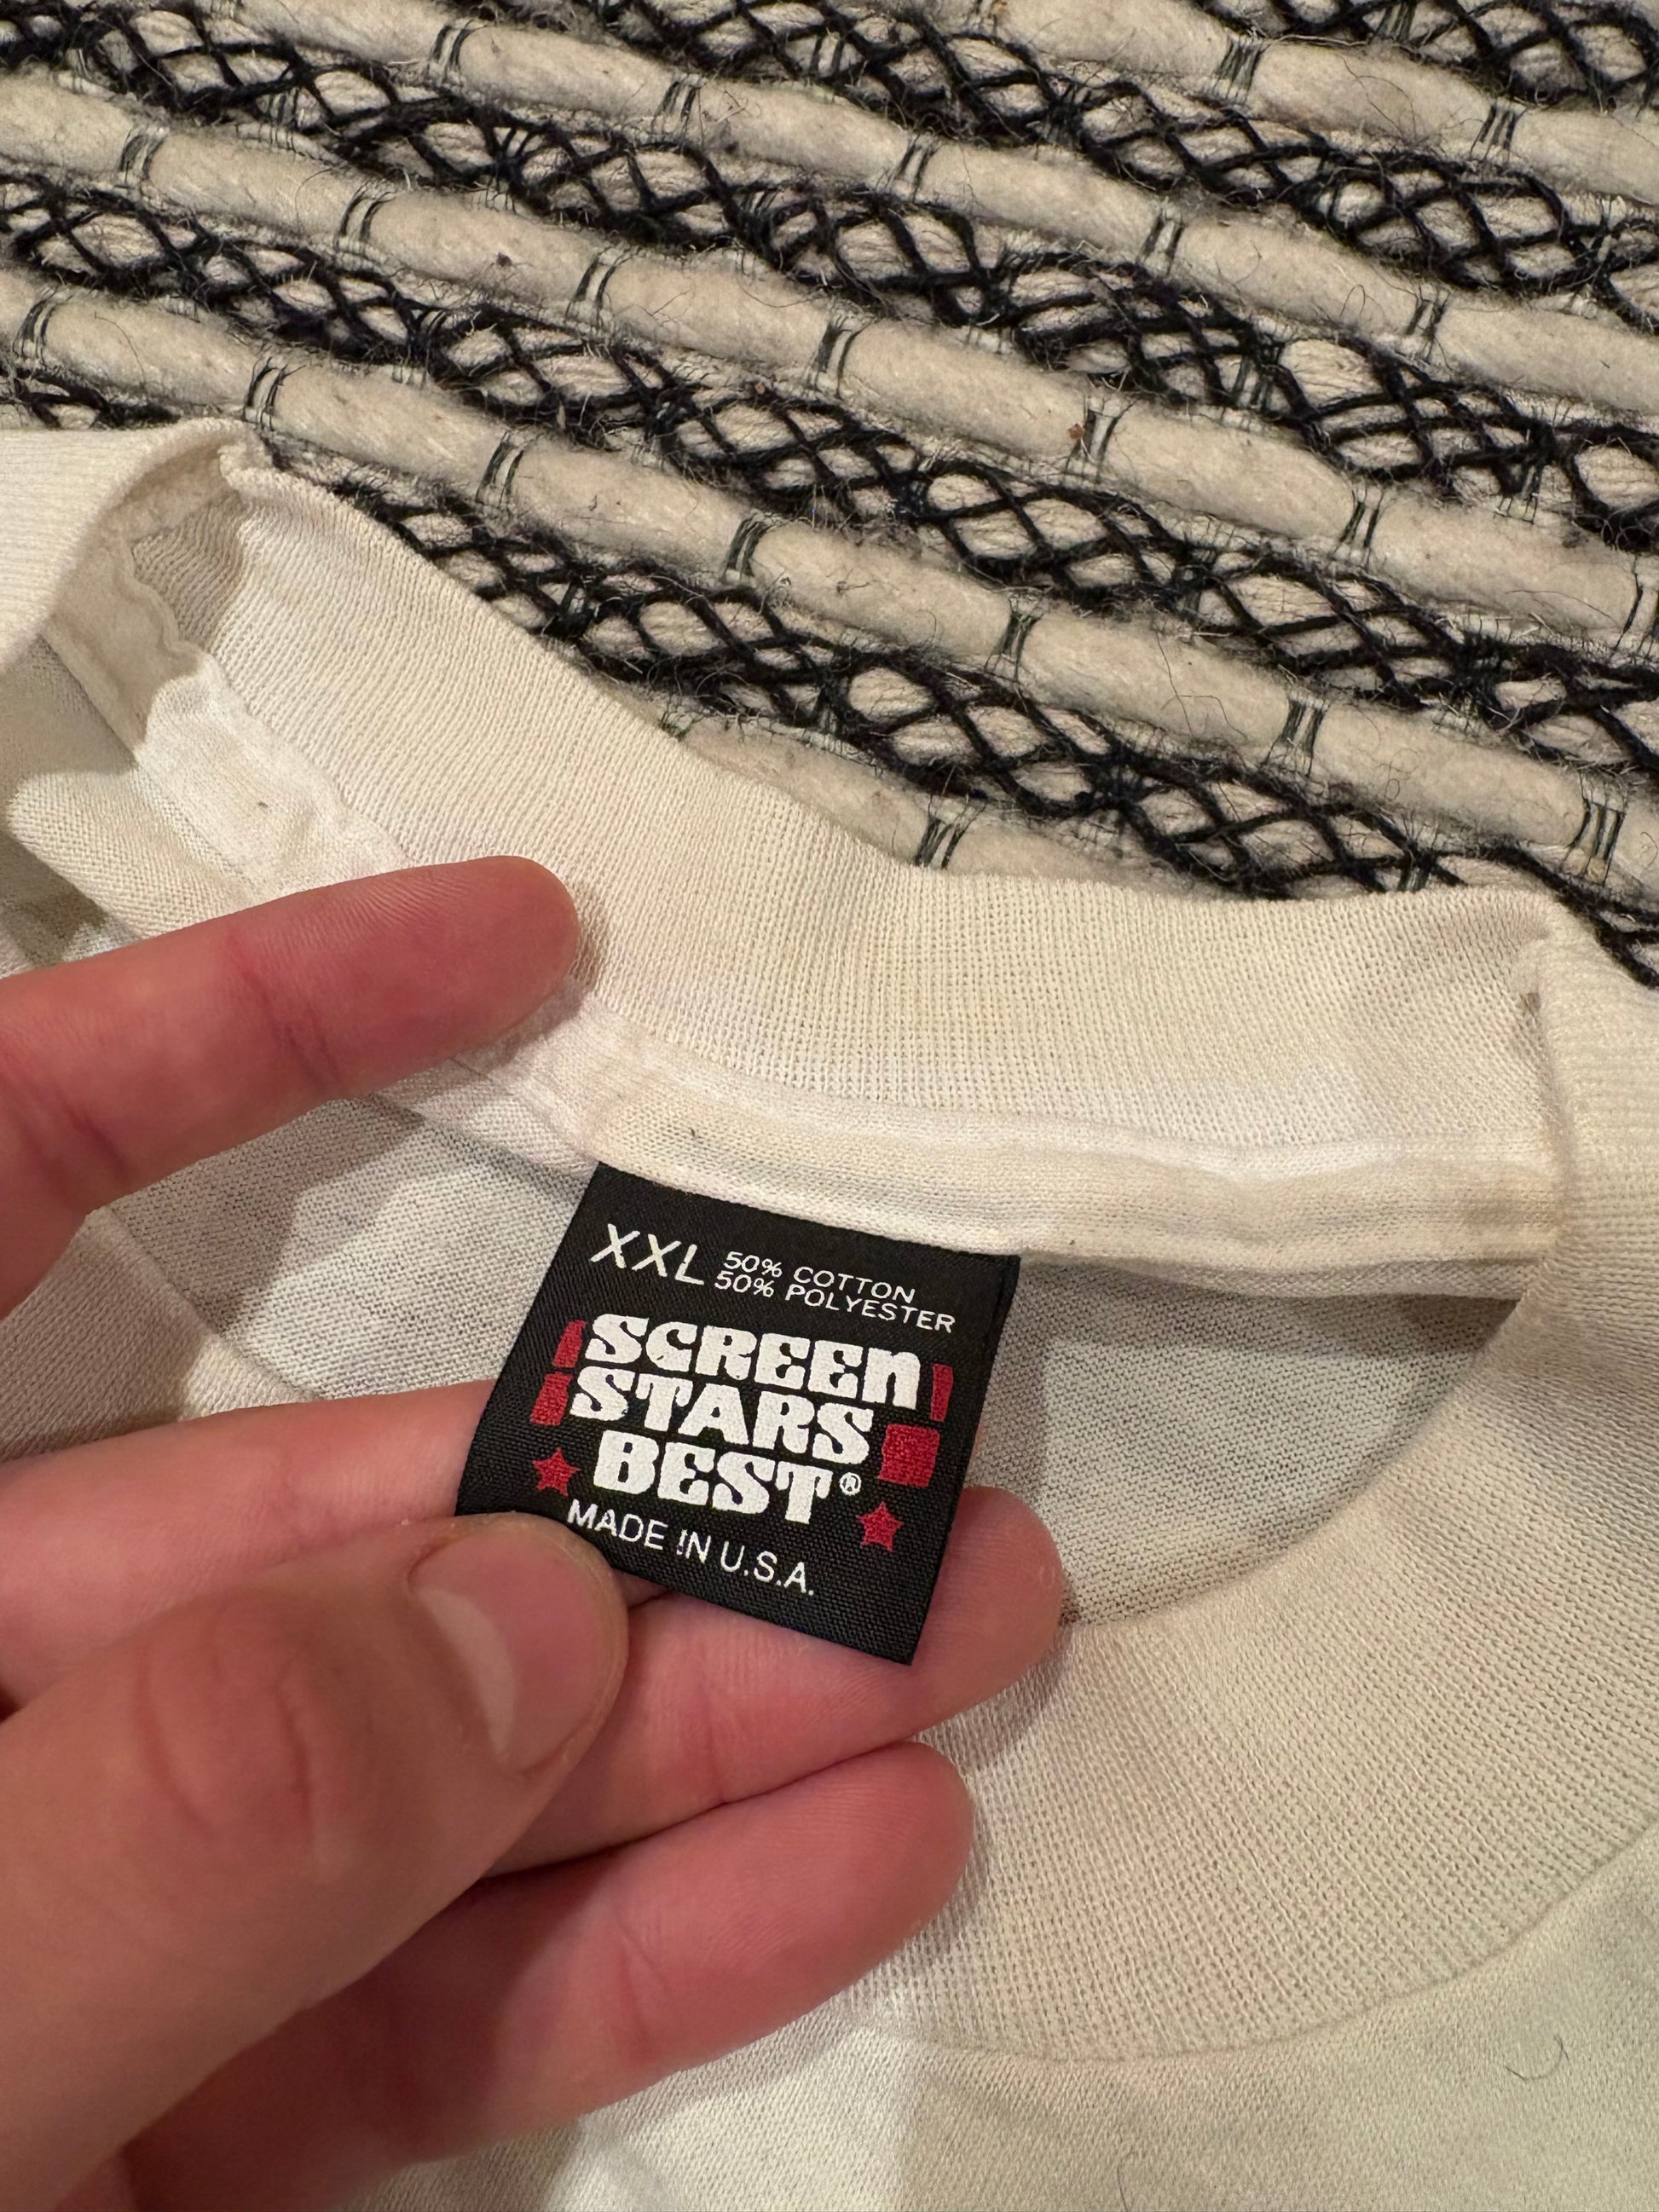 XXL 50% COTTON
50% POLYESTER
SCREEN
STARS
BEST®
MADE IN U.S.A.